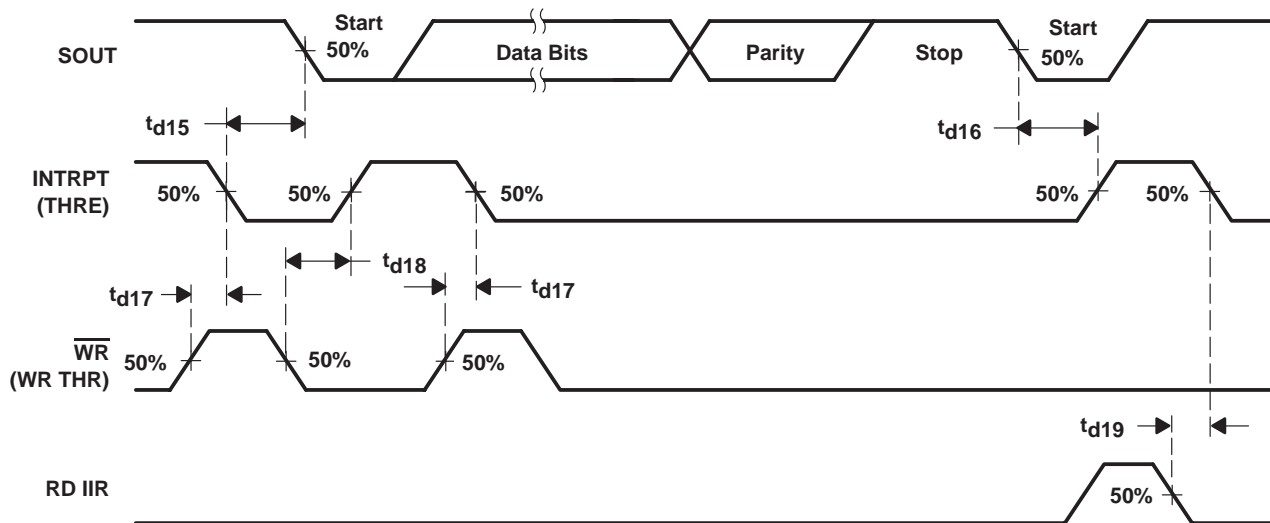 Start
Start
SOUT
50%
Data Bits
Parity
Stop
50%
td15
td16
INTRPT
(THRE)
50%
50%
50%
50%
50%
td18
td17
td17
WR
(WR THR)
50%
50%
50%
td19
RD IIR
50%